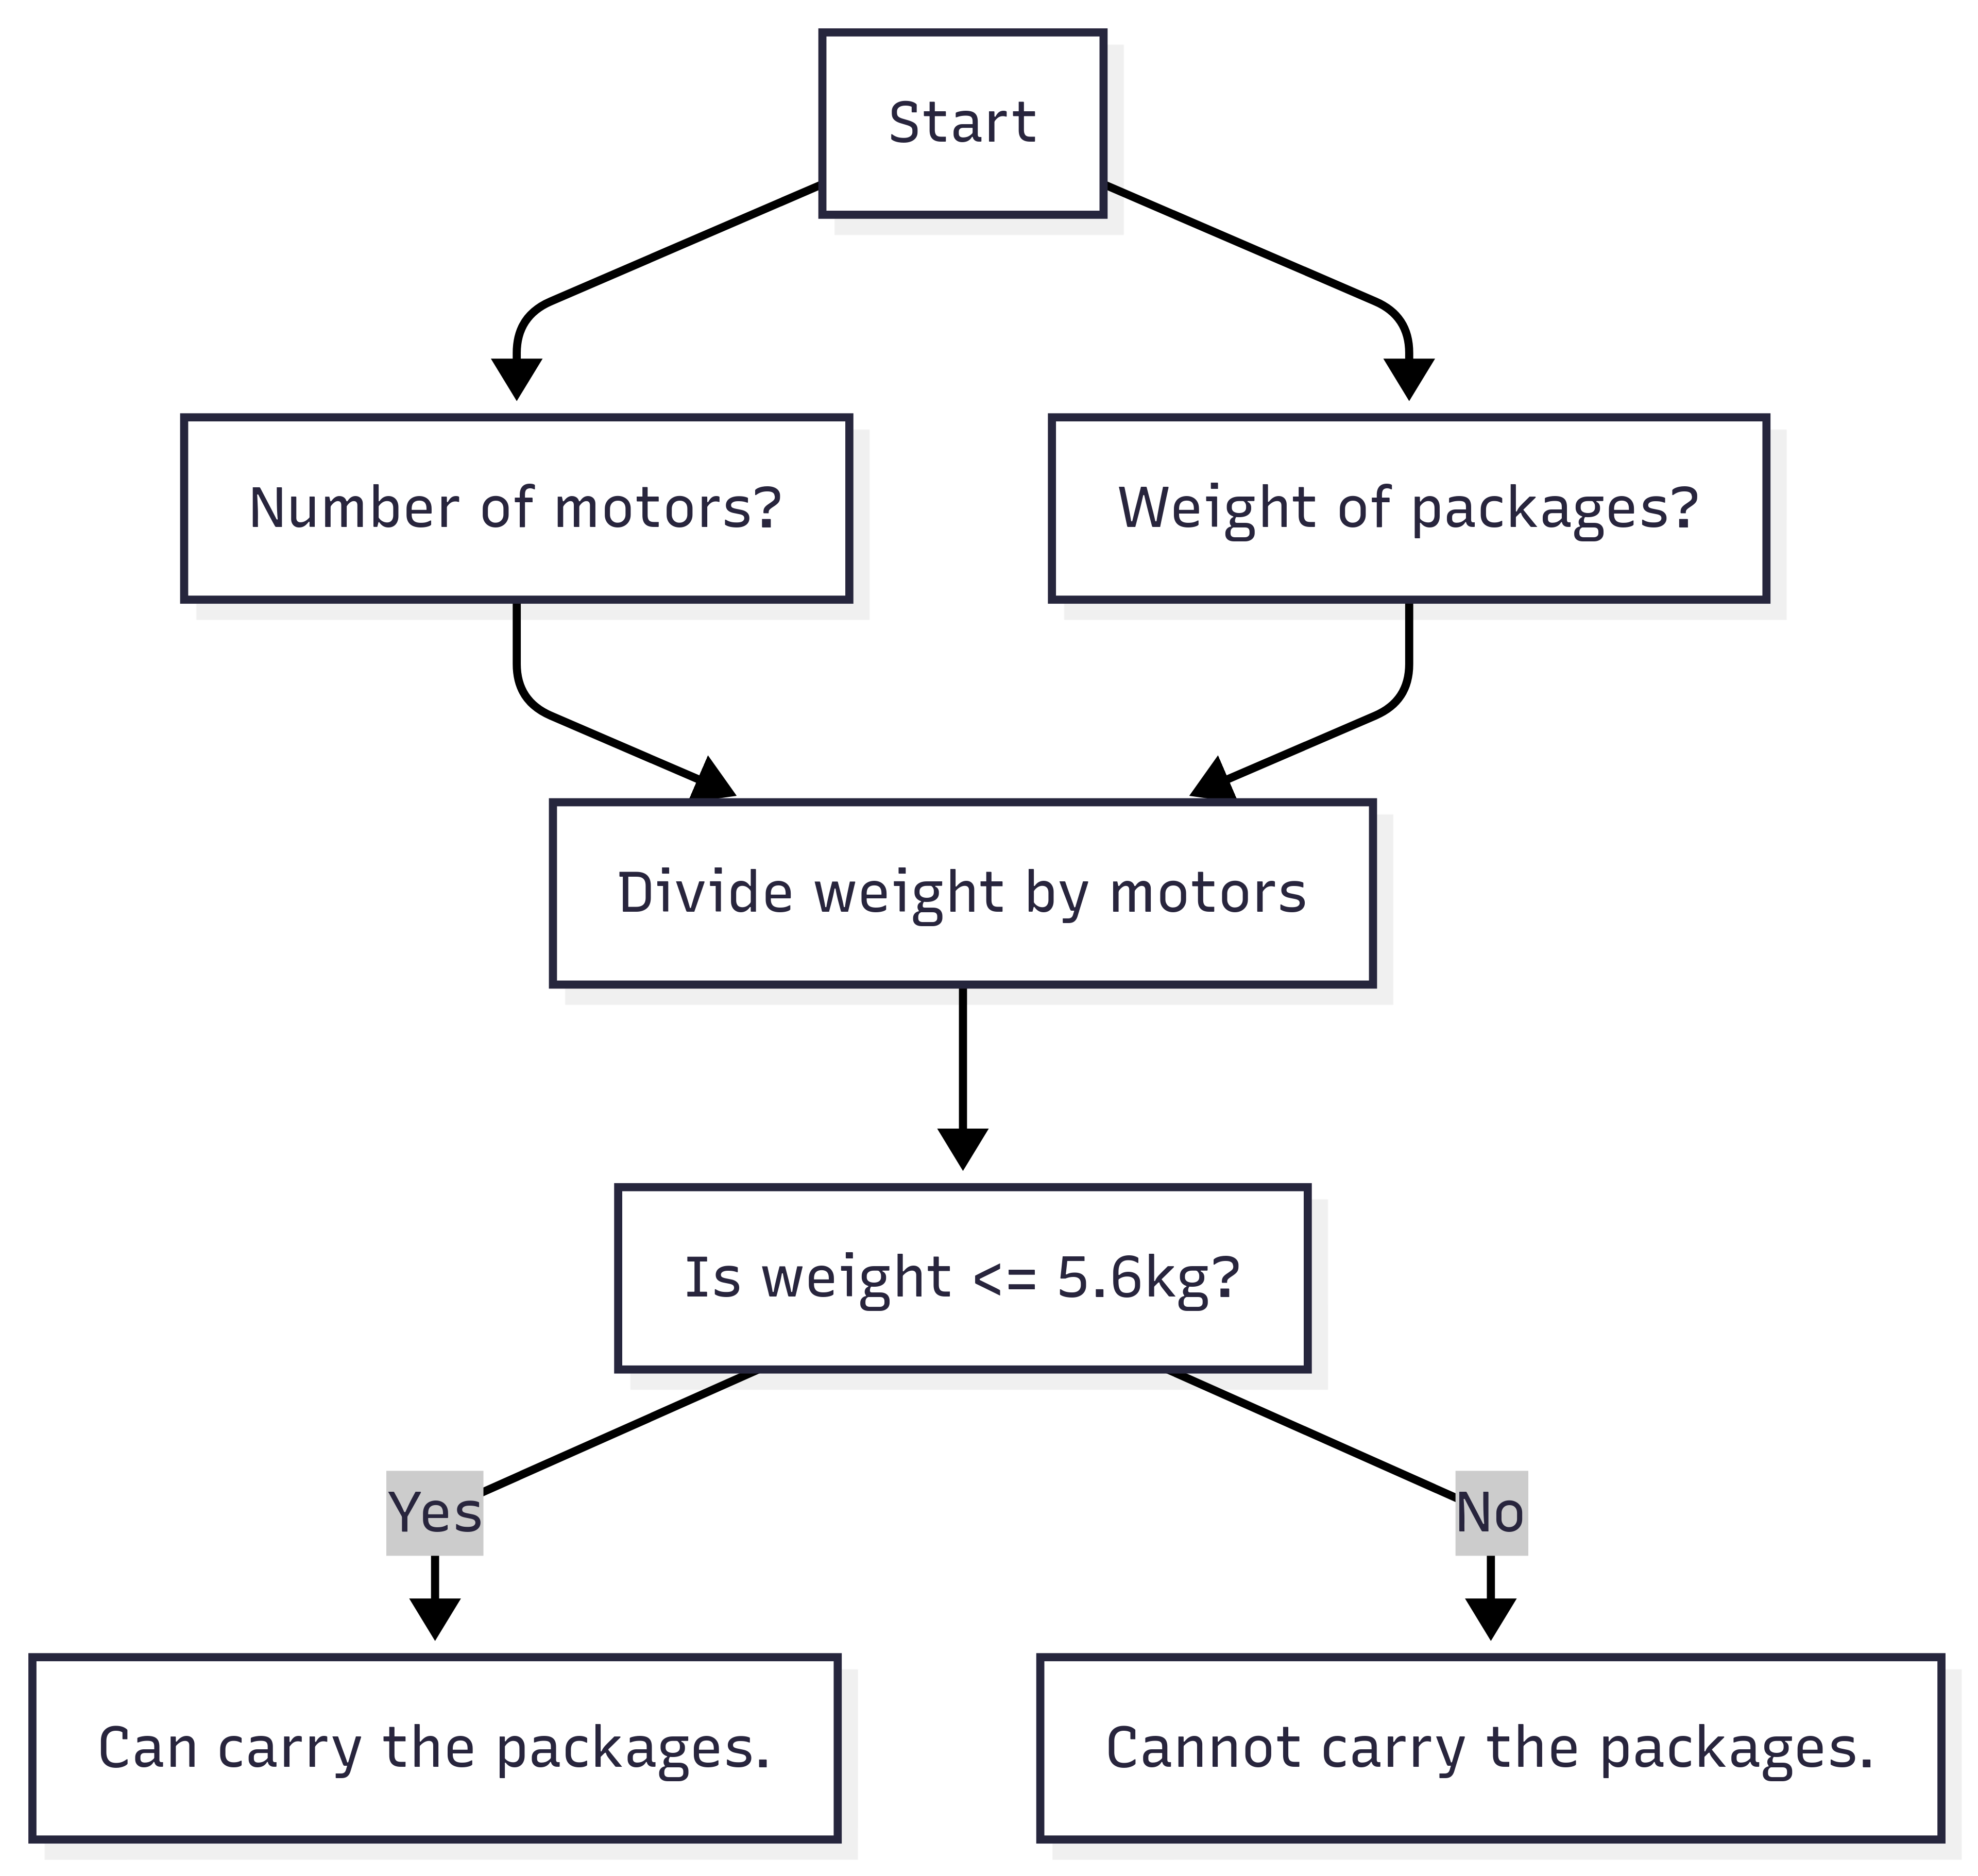 Start
Number of motors?
Weight of packages?
Divide weight by motors
Is weight <= 5.6kg?
Yes
No
Can carry the packages.
Cannot carry the packages.